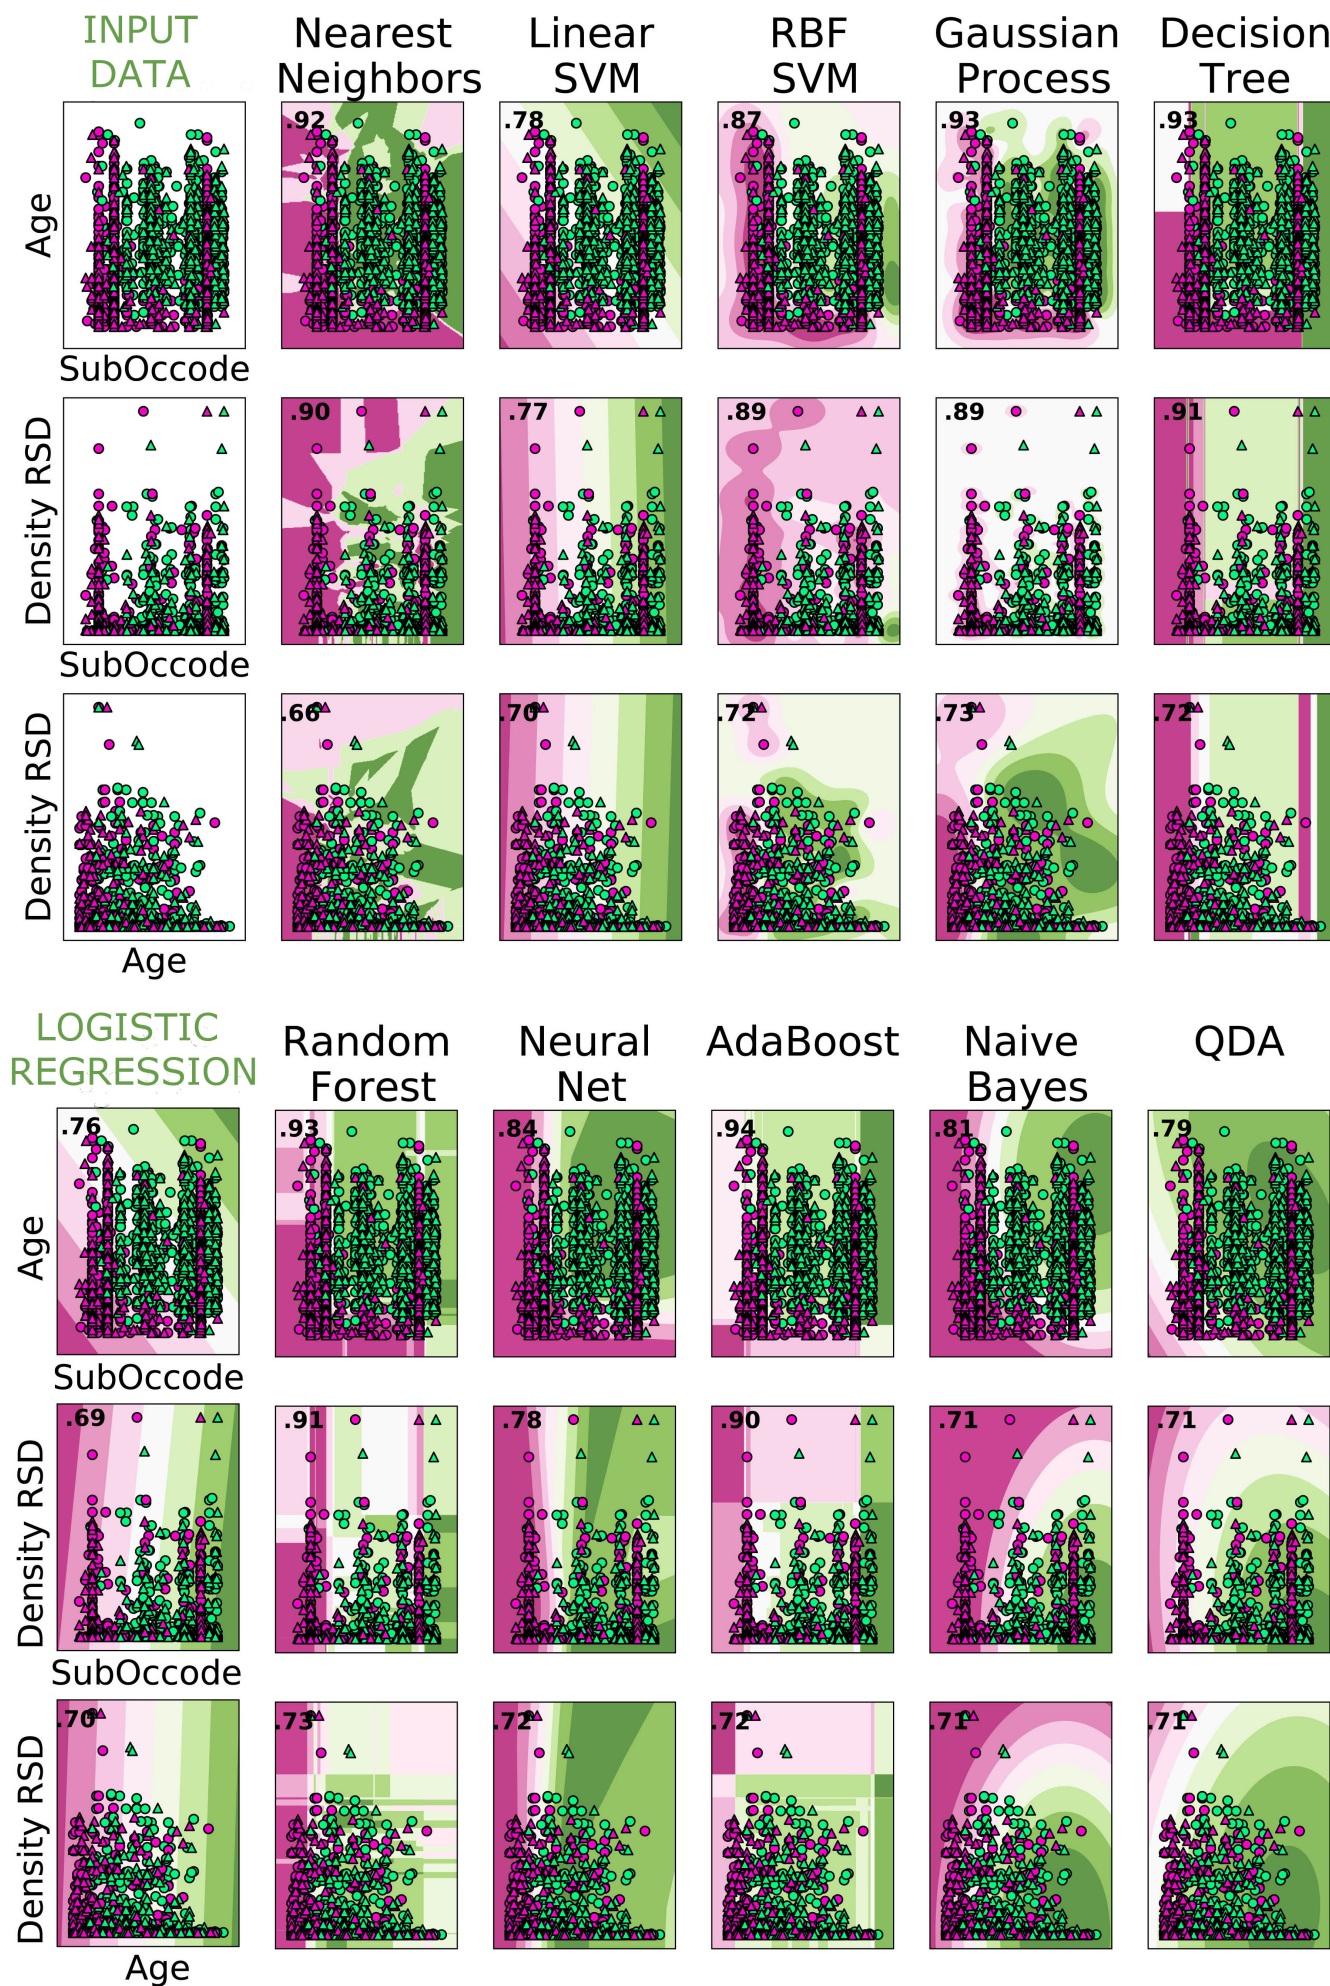 INPUT
DATA
Nearest
Neighbors
Linear
SVM
RBF
SVM
Gaussian
Process
Decision
Tree
Age
.92
.78
.87
.93
.93
SubOccode
Density RSD
.90
.77
.89
.89
.91
SubOccode
Density RSD
.66
.70
.72
.73
.72
Age
LOGISTIC
REGRESSION
Random
Forest
Neural
Net
AdaBoost
Naive
Bayes
QDA
Age
.76
.93
.84
.94
.81
.79
SubOccode
Density RSD
.69
.91
.78
.90
.71
.71
SubOccode
Density RSD
.70
.73
.72
.72
.71
.71
Age